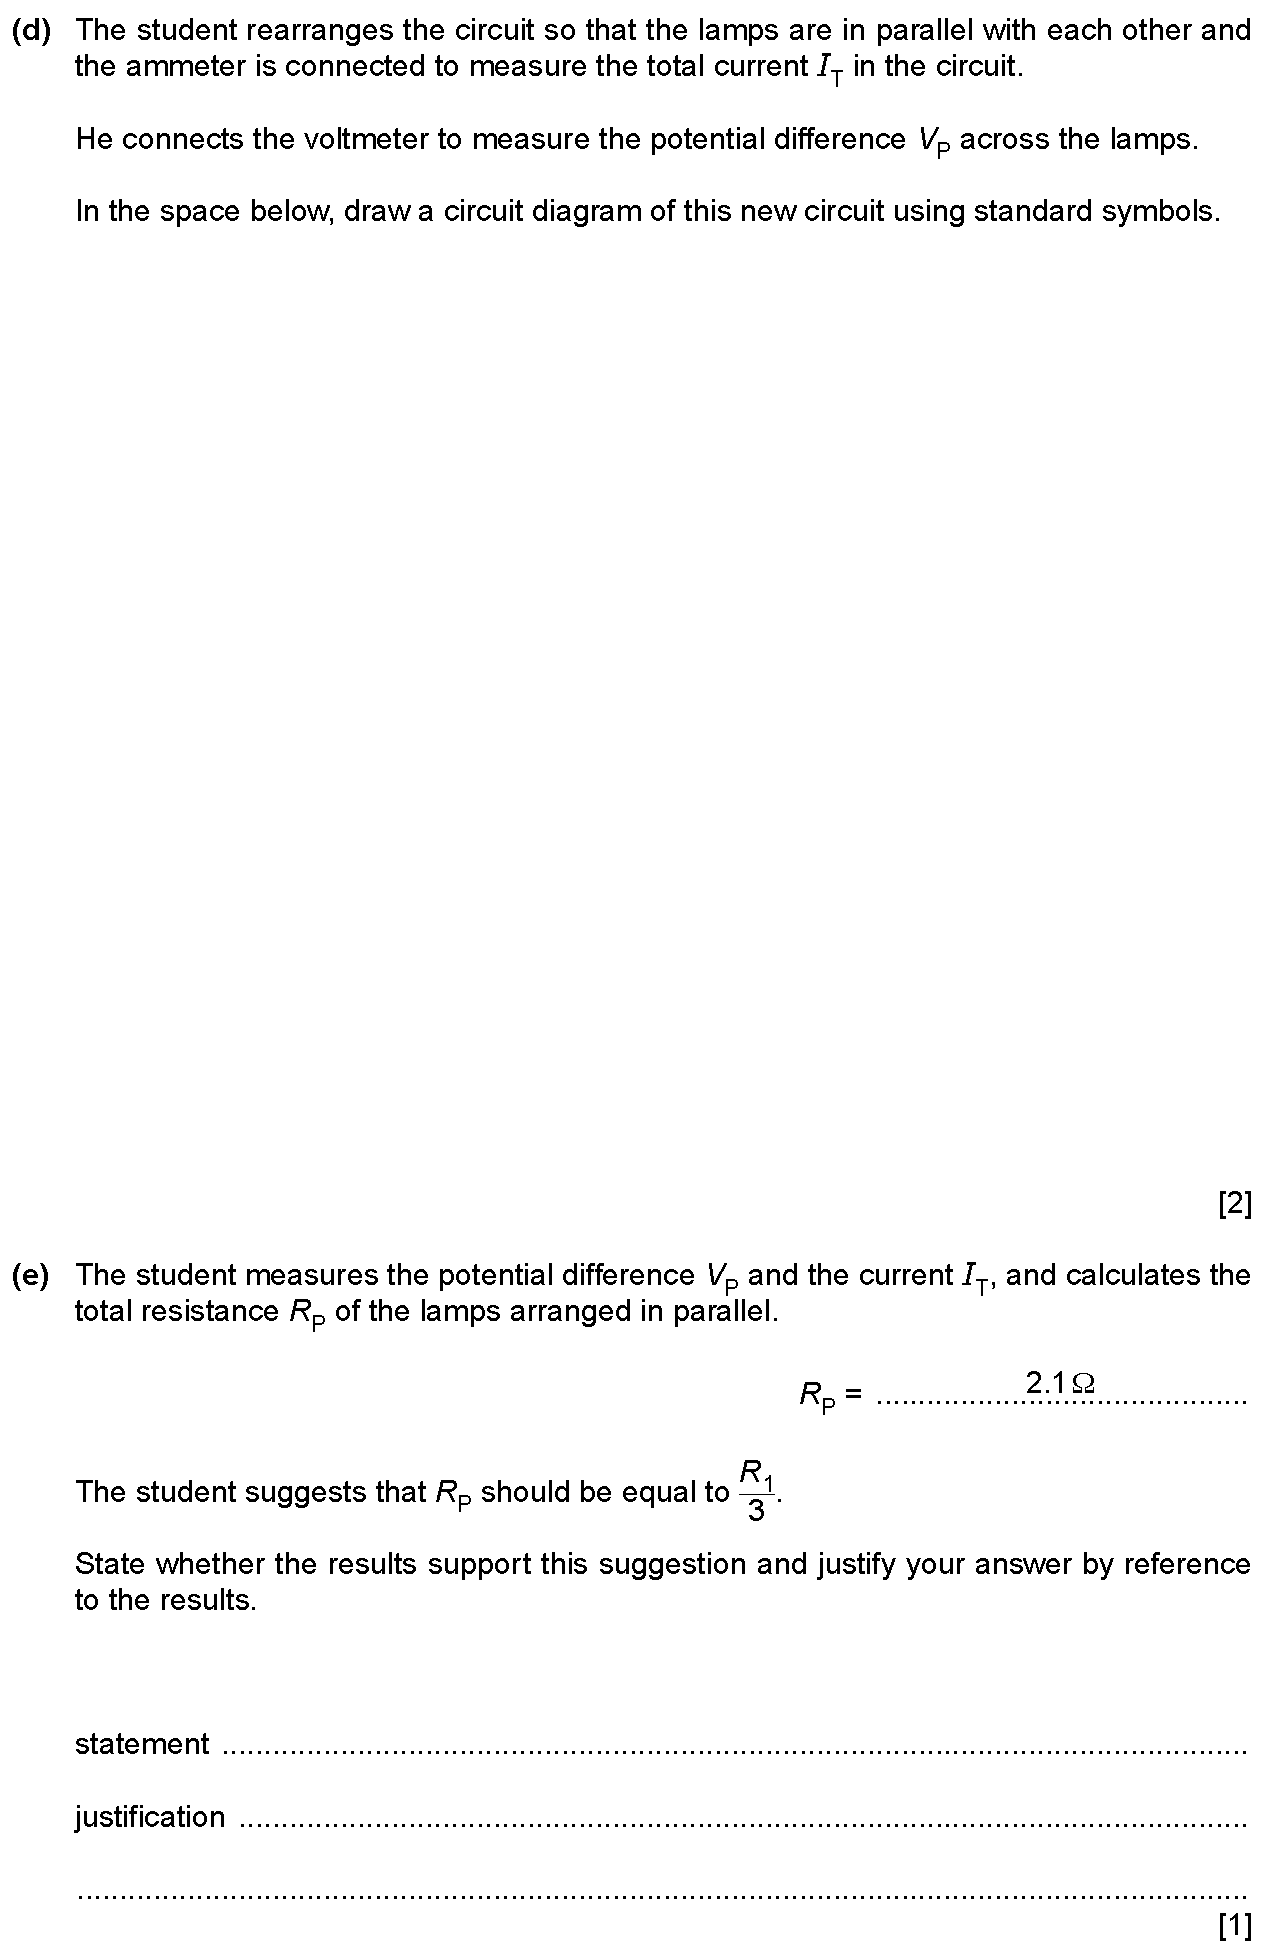 (d) The student rearranges the circuit so that the lamps are in parallel with each other and
the ammeter is connected to measure the total current I_T in the circuit.
He connects the voltmeter to measure the potential difference V_P across the lamps.
In the space below, draw a circuit diagram of this new circuit using standard symbols.
[2]
(e) The student measures the potential difference V_P and the current I_T, and calculates the
total resistance R_P of the lamps arranged in parallel.
R_P = ............2.1 Ω............
The student suggests that R_P should be equal to R_1/3.
State whether the results support this suggestion and justify your answer by reference
to the results.
statement ............................................................
justification ............................................................
............................................................
[1]